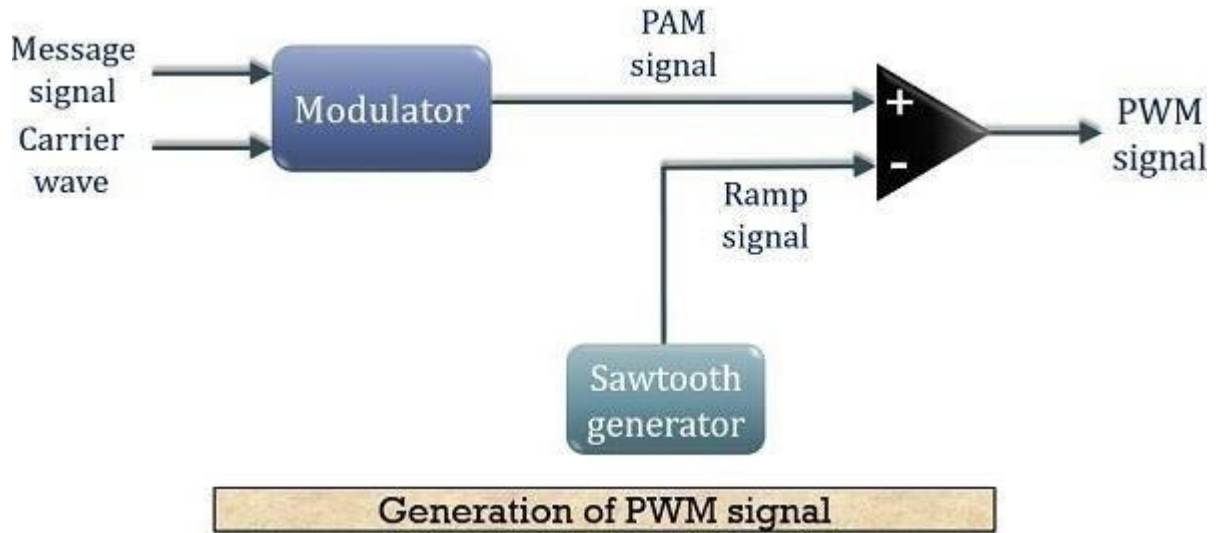 Message
signal
Carrier
wave
Modulator
PAM
signal
+
-
PWM
signal
Ramp
signal
Sawtooth
generator
Generation of PWM signal